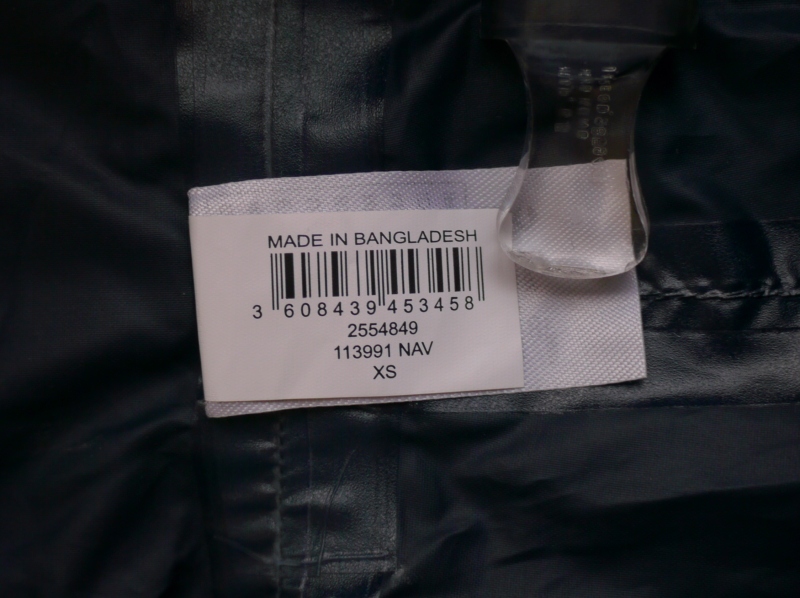 MADE IN BANGLADESH
3 608439 453458
2554849
113991 NAV
XS